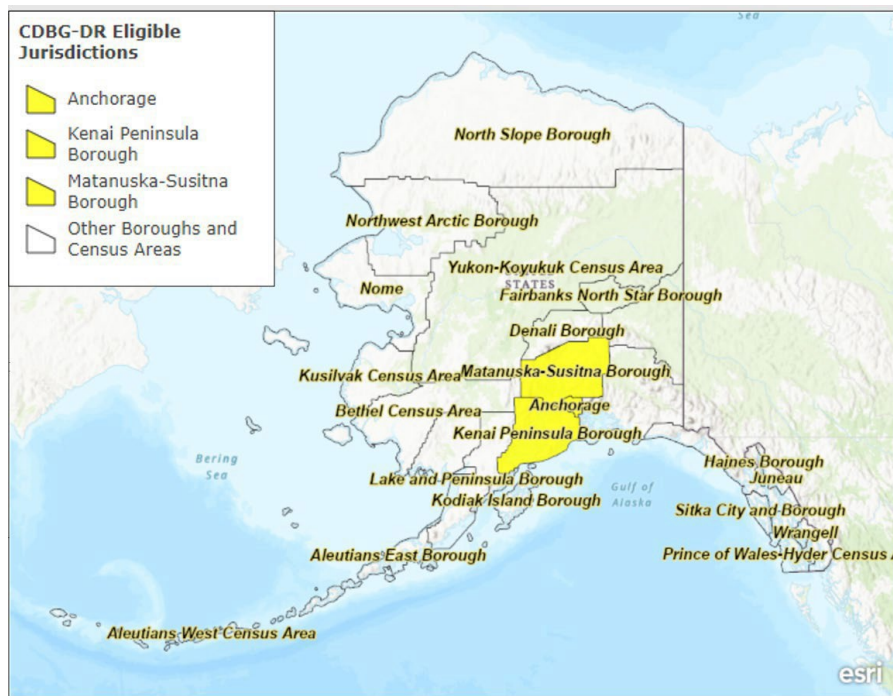 CDBG-DR Eligible
Jurisdictions
Anchorage
Kenai Peninsula
Borough
Matanuska-Susitna
Borough
Other Boroughs and
Census Areas
Sea
North Slope Borough
Northwest Arctic Borough
Yukon-Koyukuk Census Area
STATES
Nome
Fairbanks North Star Borough
Denali Borough
Kusilvak Census Area
Matanuska-Susitna Borough
Bethel Census Area
Anchorage
Kenai Peninsula Borough
Bering
Sea
Haines Borough
Lake and Peninsula Borough
Juneau
Gulf of
Alaska
Kodiak Island Borough
Sitka City and Borough
Wrangell
Aleutians East Borough
Prince of Wales-Hyder Census A
Aleutians West Census Area
esri